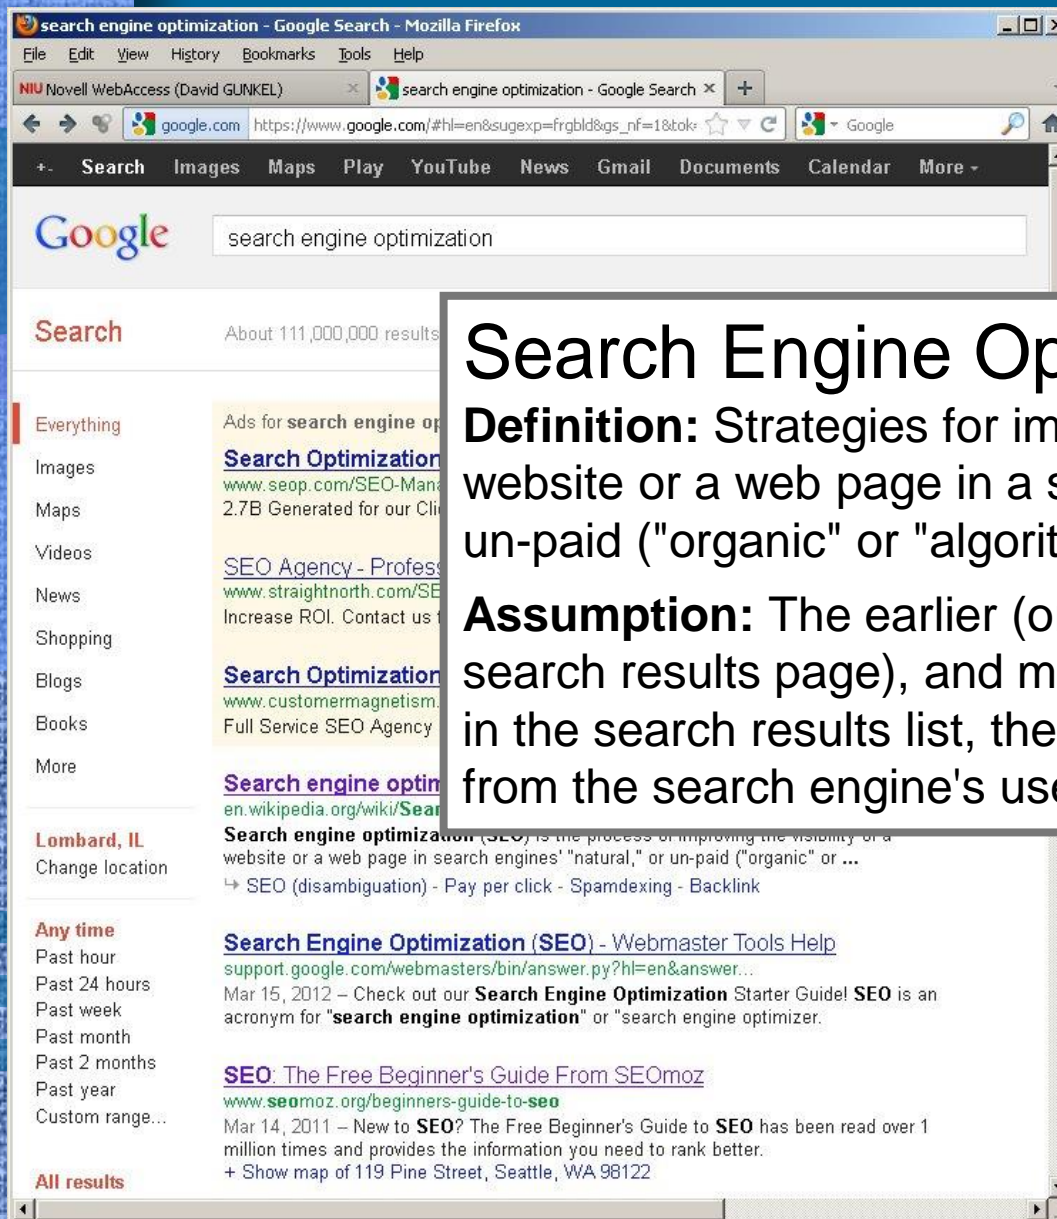 search engine optimization - Google Search - Mozilla Firefox
File Edit View History Bookmarks Tools Help
NIU Novell WebAccess (David GUNKEL) × search engine optimization - Google Search × +
google.com https://www.google.com/#hl=en&sugexp=frgbld&gs_nf=1&tok Google
+- Search Images Maps Play YouTube News Gmail Documents Calendar More
Google search engine optimization
Search About 111,000,000 results
Everything
Images
Maps
Videos
News
Shopping
Blogs
Books
More
Lombard, IL
Change location
Any time
Past hour
Past 24 hours
Past week
Past month
Past 2 months
Past year
Custom range...
All results
Ads for search engine op
Search Optimization
www.seop.com/SEO-Mana
2.7B Generated for our Cli
SEO Agency - Profess
www.straightnorth.com/SE
Increase ROI. Contact us
Search Optimization
www.customermagnetism.
Full Service SEO Agency
Search engine optim
en.wikipedia.org/wiki/Sear
Search engine optimization (SEO) is the process of improving the visibility of a
website or a web page in search engines' "natural," or un-paid ("organic" or ...
SEO (disambiguation) - Pay per click - Spamdexing - Backlink
Search Engine Optimization (SEO) - Webmaster Tools Help
support.google.com/webmasters/bin/answer.py?hl=en&answer...
Mar 15, 2012 – Check out our Search Engine Optimization Starter Guide! SEO is an
acronym for "search engine optimization" or "search engine optimizer.
SEO: The Free Beginner's Guide From SEOmoz
www.seomoz.org/beginners-guide-to-seo
Mar 14, 2011 – New to SEO? The Free Beginner's Guide to SEO has been read over 1
million times and provides the information you need to rank better.
+ Show map of 119 Pine Street, Seattle, WA 98122
Search Engine Op
Definition: Strategies for im
website or a web page in a s
un-paid ("organic" or "algorit
Assumption: The earlier (o
search results page), and m
in the search results list, the
from the search engine's use